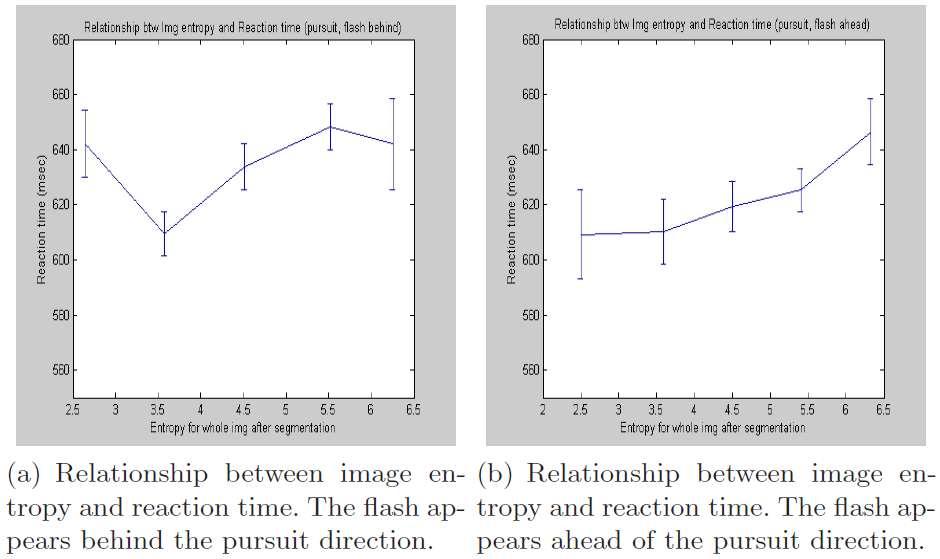 Relationship btw Img entropy and Reaction time (pursuit, flash behind)
680
660
640
620
600
580
560
Reaction time (msec)
2.5 3 3.5 4 4.5 5 5.5 6 6.5
Entropy for whole img after segmentation
(a) Relationship between image en-
tropy and reaction time. The flash ap-
pears behind the pursuit direction.
Relationship btw Img entropy and Reaction time (pursuit, flash ahead)
680
660
640
620
600
580
560
Reaction time (msec)
2 2.5 3 3.5 4 4.5 5 5.5 6 6.5
Entropy for whole img after segmentation
(b) Relationship between image en-
tropy and reaction time. The flash ap-
pears ahead of the pursuit direction.